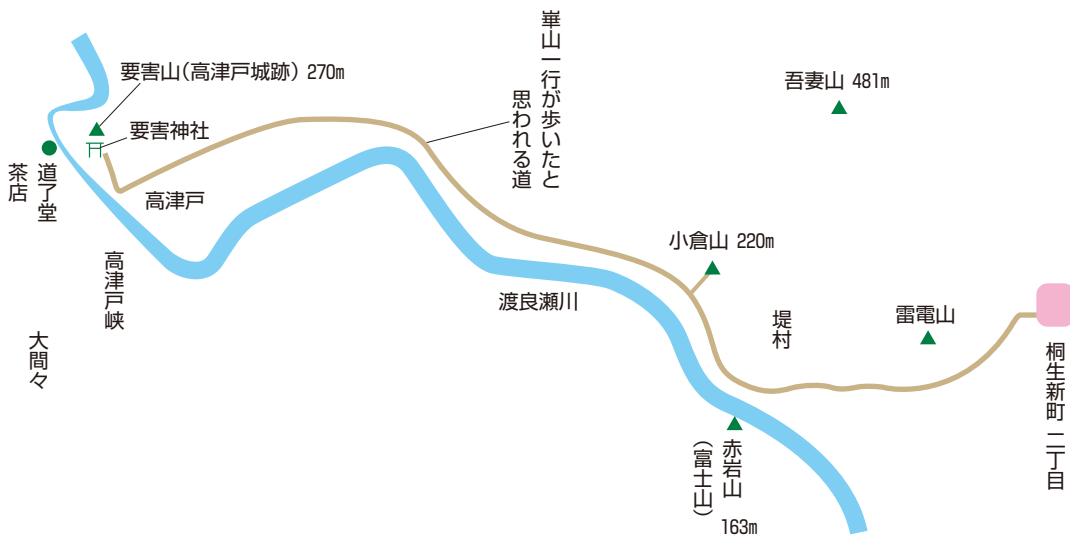 崋山一行が歩いたと
思われる道
要害山(高津戸城跡) 270m
吾妻山 481m
要害神社
道了堂
茶店
高津戸
高津戸峡
大間々
小倉山 220m
渡良瀬川
堤村
雷電山
桐生新町 二丁目
赤岩山
(富士山)
163m